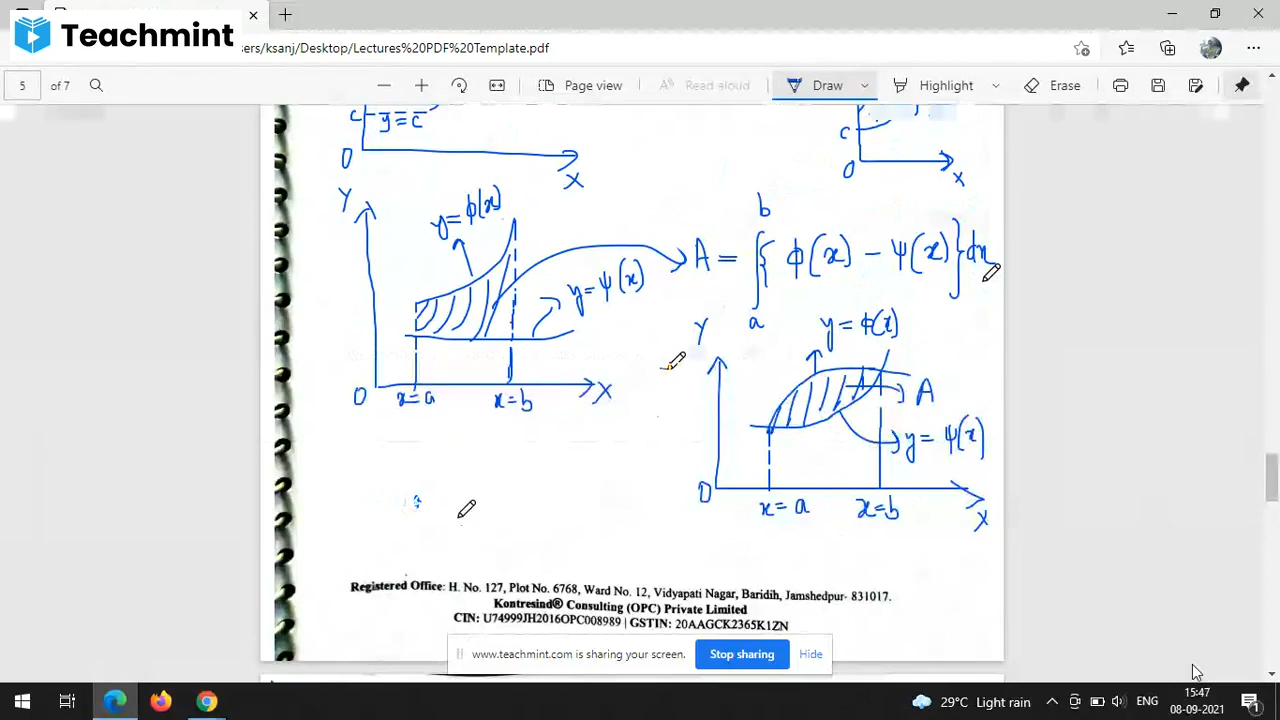 Teachmint
ers/ksanj/Desktop/Lectures%20PDF%20Template.pdf
5 of 7
Page view
Read aloud
Draw
Highlight
Erase
c
y = c
O
X
c
O
X
Y
y = ϕ(x)
y = ψ(x)
O
x = a
x = b
X
A = ∫ₐᵇ { ϕ(x) − ψ(x) } dx
Y
y = ϕ(x)
A
y = ψ(x)
O
x = a
x = b
X
Registered Office: H. No. 127, Plot No. 6768, Ward No. 12, Vidyapati Nagar, Baridih, Jamshedpur- 831017.
Kontresind® Consulting (OPC) Private Limited
CIN: U74999JH2016OPC008989 | GSTIN: 20AAGCK2365K1ZN
www.teachmint.com is sharing your screen.
Stop sharing
Hide
29°C Light rain
ENG
15:47
08-09-2021
1